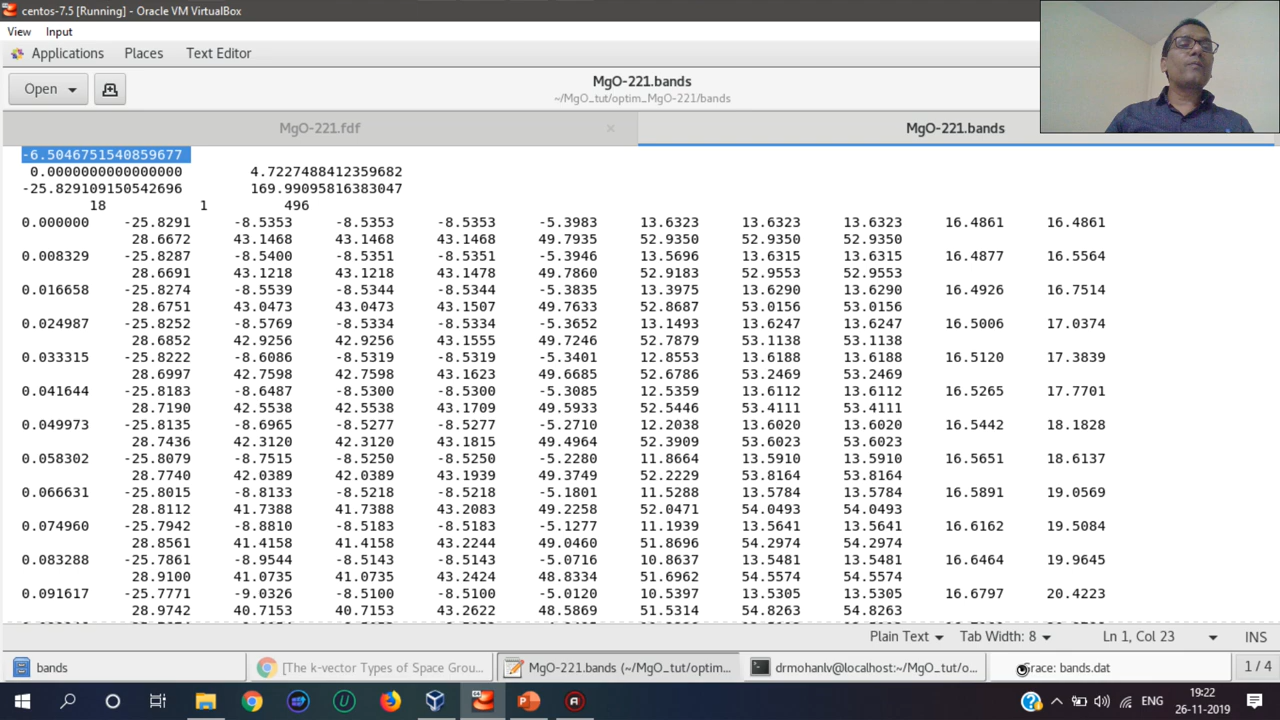 centos-7.5 [Running] - Oracle VM VirtualBox
View Input
Applications Places Text Editor
Open
MgO-221.bands
~/MgO_tut/optim_MgO-221/bands
MgO-221.fdf × MgO-221.bands
-6.5046751540859677
0.0000000000000000 4.7227488412359682
-25.829109150542696 169.99095816383047
18 1 496
0.000000 -25.8291 -8.5353 -8.5353 -8.5353 -5.3983 13.6323 13.6323 13.6323 16.4861 16.4861
28.6672 43.1468 43.1468 43.1468 49.7935 52.9350 52.9350 52.9350
0.008329 -25.8287 -8.5400 -8.5351 -8.5351 -5.3946 13.5696 13.6315 13.6315 16.4877 16.5564
28.6691 43.1218 43.1218 43.1478 49.7860 52.9183 52.9553 52.9553
0.016658 -25.8274 -8.5539 -8.5344 -8.5344 -5.3835 13.3975 13.6290 13.6290 16.4926 16.7514
28.6751 43.0473 43.0473 43.1507 49.7633 52.8687 53.0156 53.0156
0.024987 -25.8252 -8.5769 -8.5334 -8.5334 -5.3652 13.1493 13.6247 13.6247 16.5006 17.0374
28.6852 42.9256 42.9256 43.1555 49.7246 52.7879 53.1138 53.1138
0.033315 -25.8222 -8.6086 -8.5319 -8.5319 -5.3401 12.8553 13.6188 13.6188 16.5120 17.3839
28.6997 42.7598 42.7598 43.1623 49.6685 52.6786 53.2469 53.2469
0.041644 -25.8183 -8.6487 -8.5300 -8.5300 -5.3085 12.5359 13.6112 13.6112 16.5265 17.7701
28.7190 42.5538 42.5538 43.1709 49.5933 52.5446 53.4111 53.4111
0.049973 -25.8135 -8.6965 -8.5277 -8.5277 -5.2710 12.2038 13.6020 13.6020 16.5442 18.1828
28.7436 42.3120 42.3120 43.1815 49.4964 52.3909 53.6023 53.6023
0.058302 -25.8079 -8.7515 -8.5250 -8.5250 -5.2280 11.8664 13.5910 13.5910 16.5651 18.6137
28.7740 42.0389 42.0389 43.1939 49.3749 52.2229 53.8164 53.8164
0.066631 -25.8015 -8.8133 -8.5218 -8.5218 -5.1801 11.5288 13.5784 13.5784 16.5891 19.0569
28.8112 41.7388 41.7388 43.2083 49.2258 52.0471 54.0493 54.0493
0.074960 -25.7942 -8.8810 -8.5183 -8.5183 -5.1277 11.1939 13.5641 13.5641 16.6162 19.5084
28.8561 41.4158 41.4158 43.2244 49.0460 51.8696 54.2974 54.2974
0.083288 -25.7861 -8.9544 -8.5143 -8.5143 -5.0716 10.8637 13.5481 13.5481 16.6464 19.9645
28.9100 41.0735 41.0735 43.2424 48.8334 51.6962 54.5574 54.5574
0.091617 -25.7771 -9.0326 -8.5100 -8.5100 -5.0120 10.5397 13.5305 13.5305 16.6797 20.4223
28.9742 40.7153 40.7153 43.2622 48.5869 51.5314 54.8263 54.8263
Plain Text Tab Width: 8 Ln 1, Col 23 INS
bands [The k-vector Types of Space Grou... MgO-221.bands (~/MgO_tut/optim... drmohanlv@localhost:~/MgO_tut/o... Grace: bands.dat 1 / 4
ENG 19:22
26-11-2019